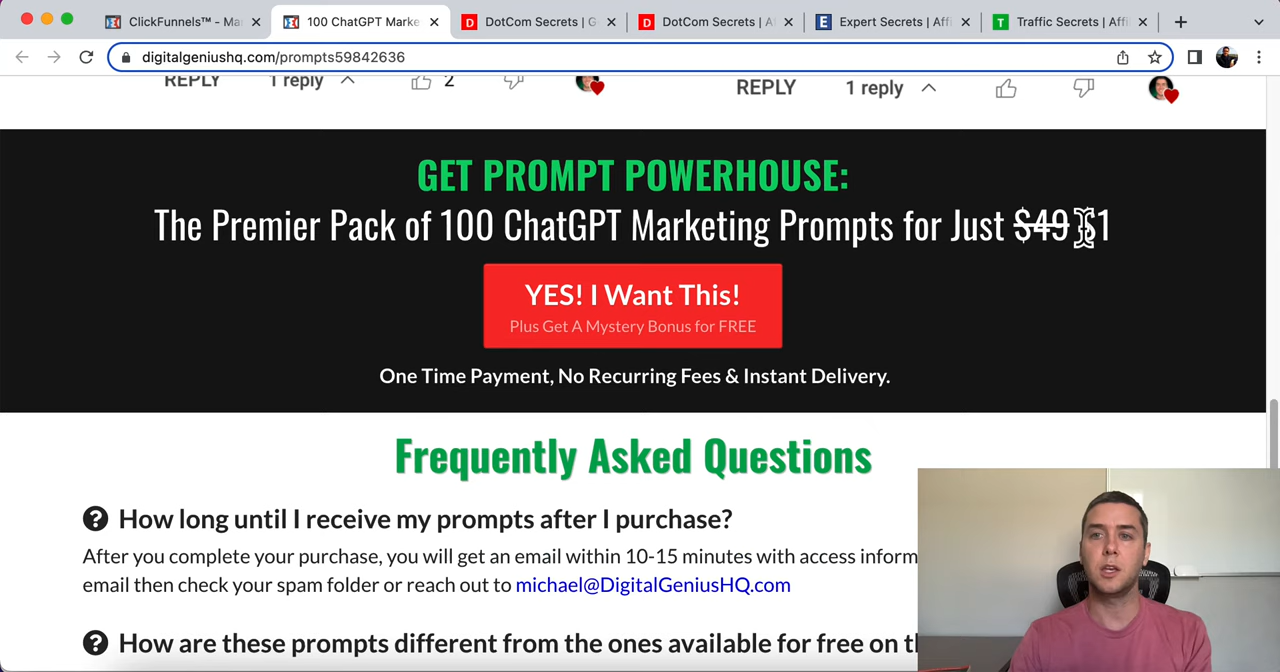 ClickFunnels™ - Ma
100 ChatGPT Marke
DotCom Secrets | G
DotCom Secrets | A
Expert Secrets | Affi
Traffic Secrets | Affi
digitalgeniushq.com/prompts59842636
REPLY 1 reply 2
REPLY 1 reply
GET PROMPT POWERHOUSE:
The Premier Pack of 100 ChatGPT Marketing Prompts for Just $49 $1
YES! I Want This!
Plus Get A Mystery Bonus for FREE
One Time Payment, No Recurring Fees & Instant Delivery.
Frequently Asked Questions
How long until I receive my prompts after I purchase?
After you complete your purchase, you will get an email within 10-15 minutes with access inform
email then check your spam folder or reach out to michael@DigitalGeniusHQ.com
How are these prompts different from the ones available for free on th